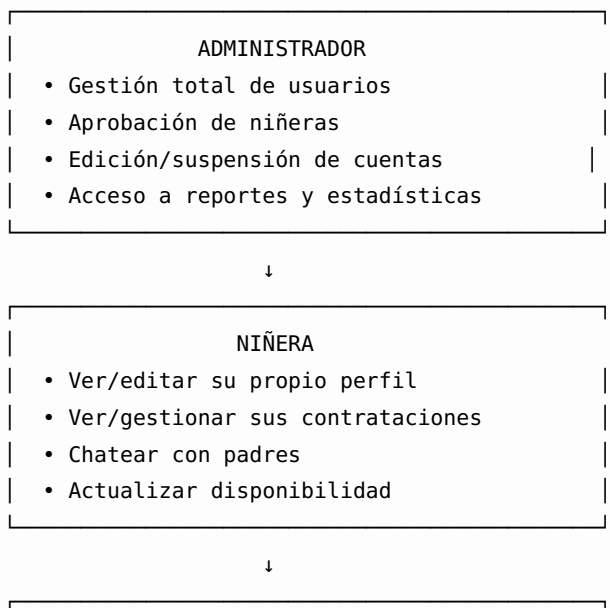 ADMINISTRADOR
• Gestión total de usuarios
• Aprobación de niñeras
• Edición/suspensión de cuentas
• Acceso a reportes y estadísticas
↓
NIÑERA
• Ver/editar su propio perfil
• Ver/gestionar sus contrataciones
• Chatear con padres
• Actualizar disponibilidad
↓